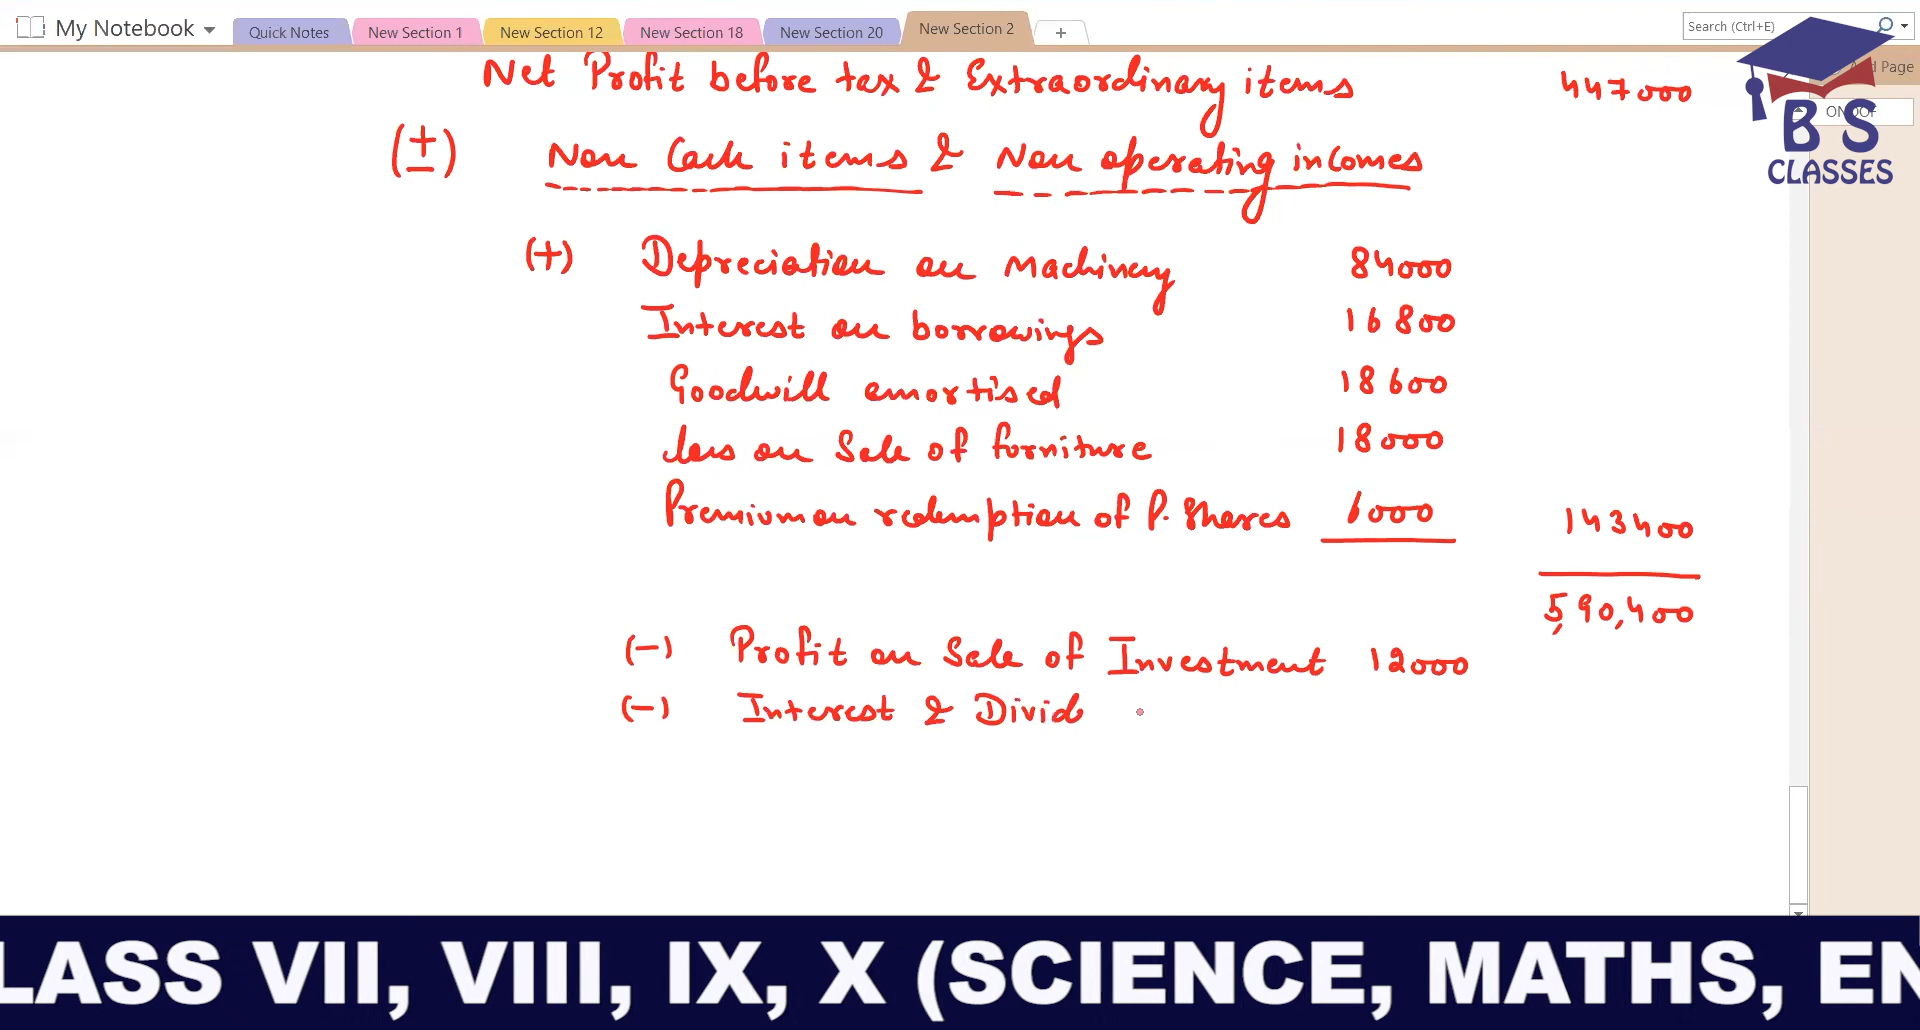 My Notebook
Quick Notes
New Section 1
New Section 12
New Section 18
New Section 20
New Section 2
+
Search (Ctrl+E)
d Page
B S
CLASSES
Net Profit before tax & Extraordinary items 447000
(±) Non Cash items & Non operating incomes
(+) Depreciation on Machinery 84000
Interest on borrowings 16800
Goodwill amortised 18600
loss on Sale of furniture 18000
Premium on redemption of P. Shares 6000 143400
5,90,400
(-) Profit on Sale of Investment 12000
(-) Interest & Divid
LASS VII, VIII, IX, X (SCIENCE, MATHS, EN